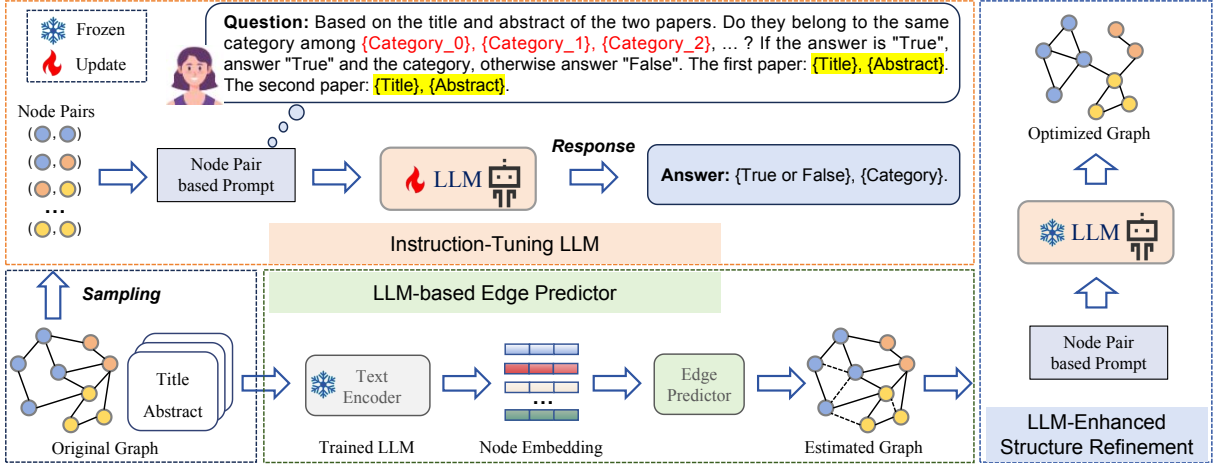 Frozen
Update
Question: Based on the title and abstract of the two papers. Do they belong to the same
category among {Category_0}, {Category_1}, {Category_2}, ... ? If the answer is "True",
answer "True" and the category, otherwise answer "False". The first paper: {Title}, {Abstract}.
The second paper: {Title}, {Abstract}.
Node Pairs
( , )
( , )
( , )
...
( , )
Node Pair
based Prompt
LLM
Response
Answer: {True or False}, {Category}.
Instruction-Tuning LLM
Sampling
Title
Abstract
Original Graph
LLM-based Edge Predictor
Text
Encoder
Trained LLM
...
Node Embedding
Edge
Predictor
Estimated Graph
Optimized Graph
LLM
Node Pair
based Prompt
LLM-Enhanced
Structure Refinement